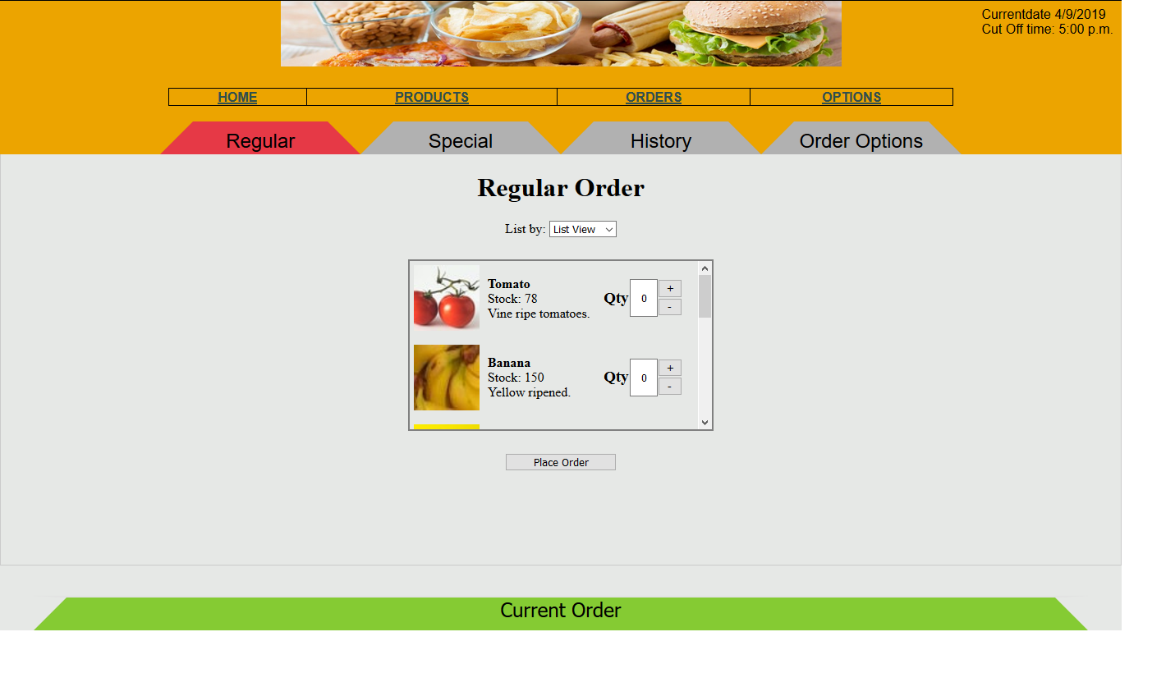 Currentdate 4/9/2019
Cut Off time: 5:00 p.m.
HOME PRODUCTS ORDERS OPTIONS
Regular Special History Order Options
Regular Order
List by: List View
Tomato
Stock: 78
Vine ripe tomatoes.
Qty 0 + -
Banana
Stock: 150
Yellow ripened.
Qty 0 + -
Place Order
Current Order